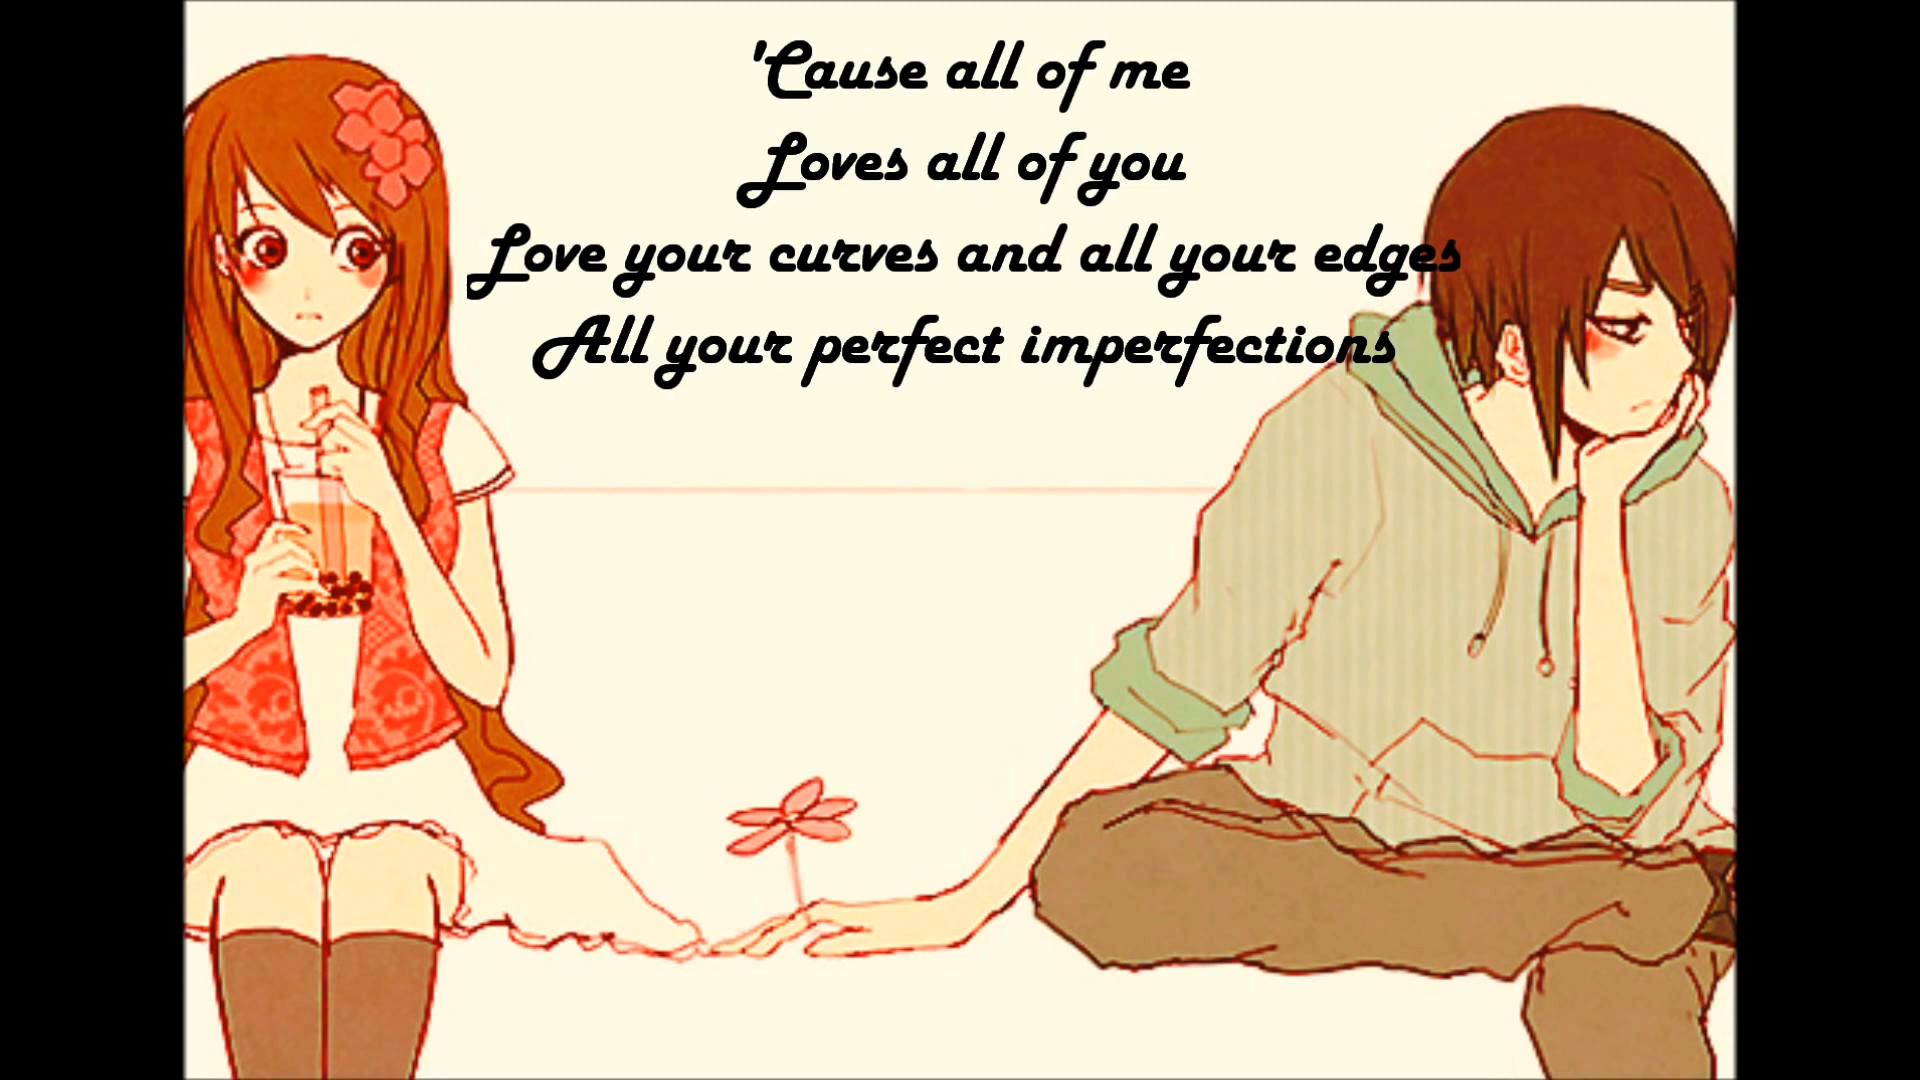 'Cause all of me
Loves all of you
Love your curves and all your edges
All your perfect imperfections